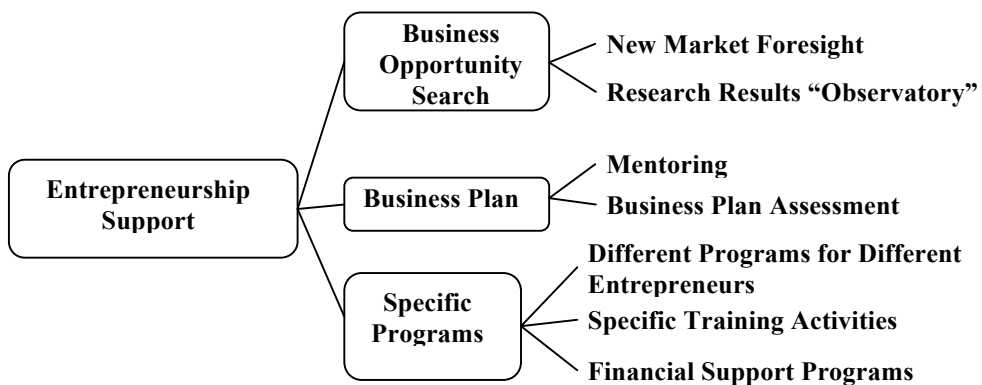 Entrepreneurship
Support
Business
Opportunity
Search
New Market Foresight
Research Results “Observatory”
Business Plan
Mentoring
Business Plan Assessment
Specific
Programs
Different Programs for Different
Entrepreneurs
Specific Training Activities
Financial Support Programs